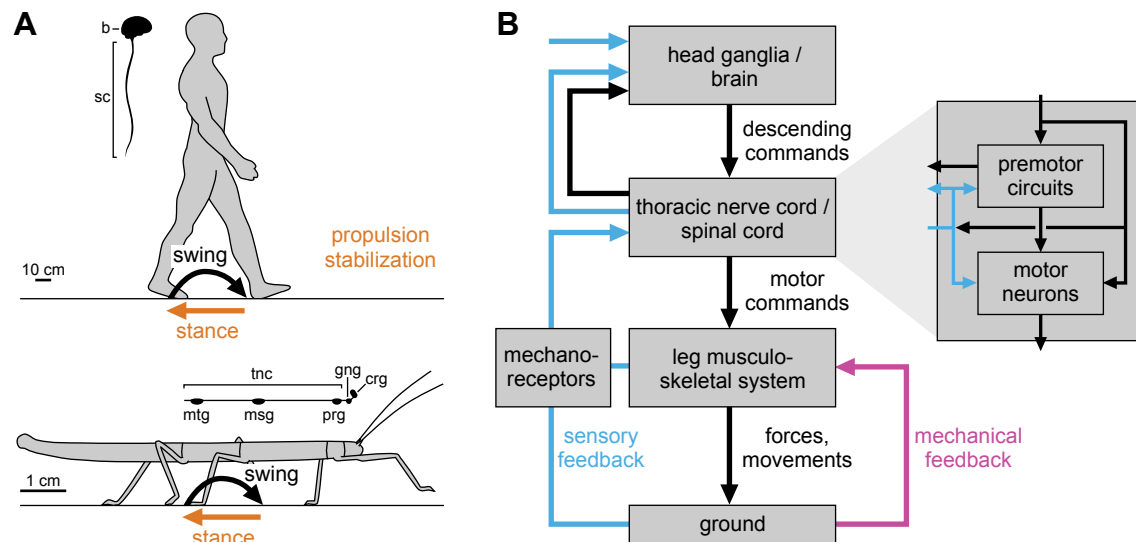 A
b
sc
10 cm
swing
propulsion
stabilization
stance
tnc
gng
crg
mtg
msg
prg
1 cm
swing
stance
B
head ganglia /
brain
descending
commands
thoracic nerve cord /
spinal cord
motor
commands
mechano-
receptors
leg musculo-
skeletal system
sensory
feedback
forces,
movements
mechanical
feedback
ground
premotor
circuits
motor
neurons